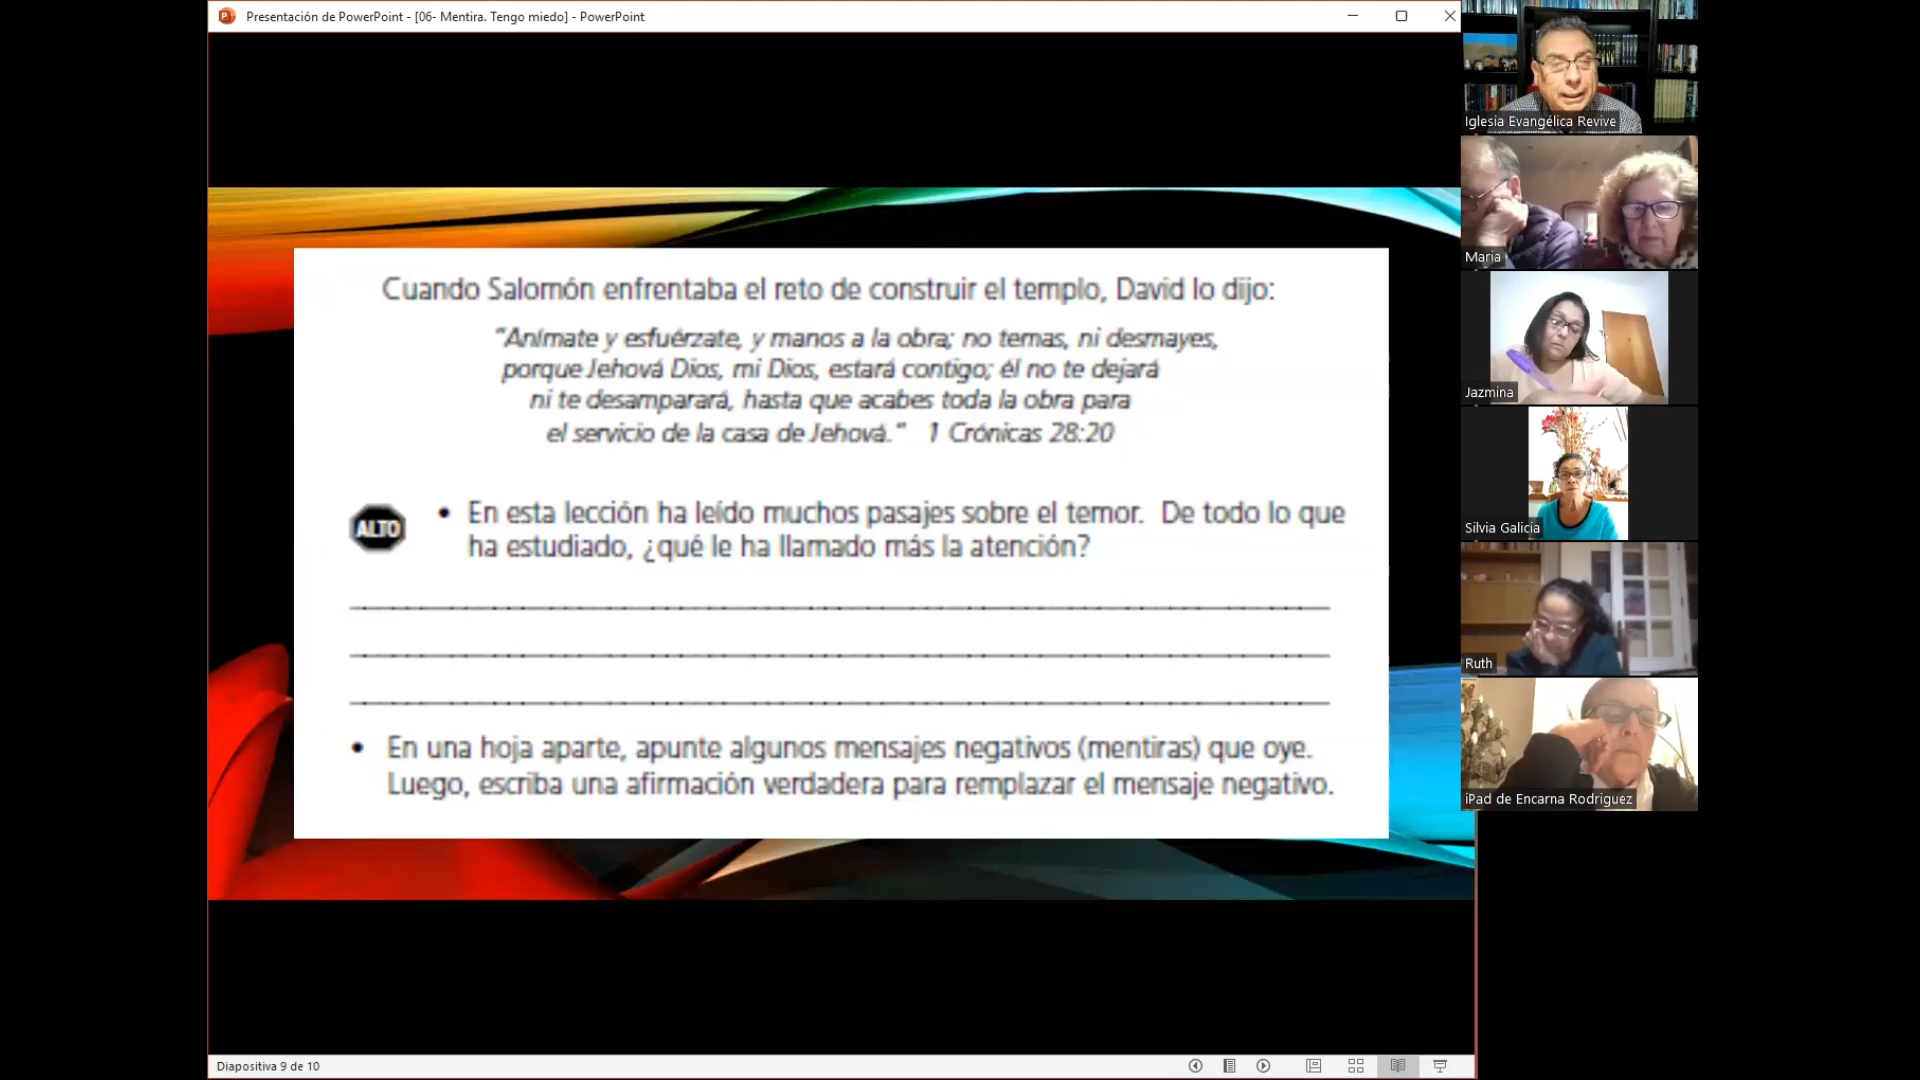 Presentación de PowerPoint - [06- Mentira. Tengo miedo] - PowerPoint
Cuando Salomón enfrentaba el reto de construir el templo, David lo dijo:
"Anímate y esfuérzate, y manos a la obra; no temas, ni desmayes,
porque Jehová Dios, mi Dios, estará contigo; él no te dejará
ni te desamparará, hasta que acabes toda la obra para
el servicio de la casa de Jehová." 1 Crónicas 28:20
ALTO
• En esta lección ha leído muchos pasajes sobre el temor. De todo lo que
ha estudiado, ¿qué le ha llamado más la atención?
• En una hoja aparte, apunte algunos mensajes negativos (mentiras) que oye.
Luego, escriba una afirmación verdadera para remplazar el mensaje negativo.
Diapositiva 9 de 10
Iglesia Evangélica Revive
Maria
Jazmina
Silvia Galicia
Ruth
iPad de Encarna Rodriguez